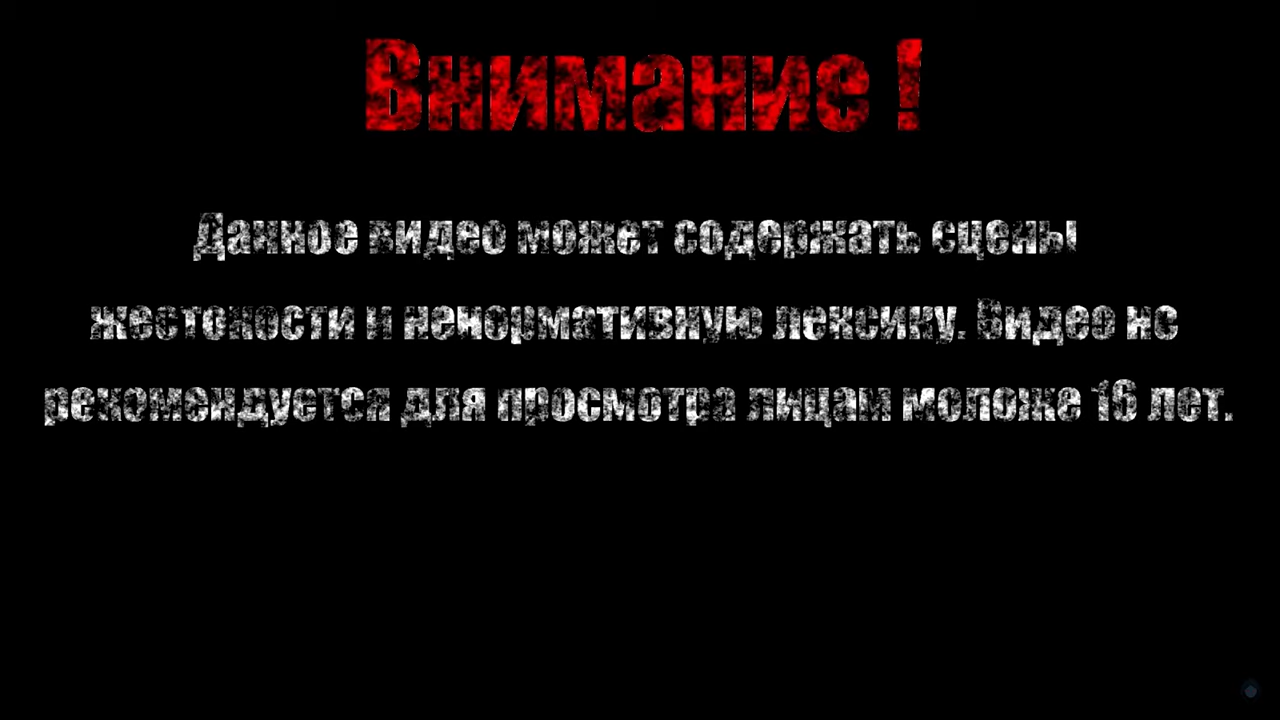 Внимание !
Данное видео может содержать сцены
жестокости и ненормативную лексику. Видео не
рекомендуется для просмотра лицам моложе 16 лет.